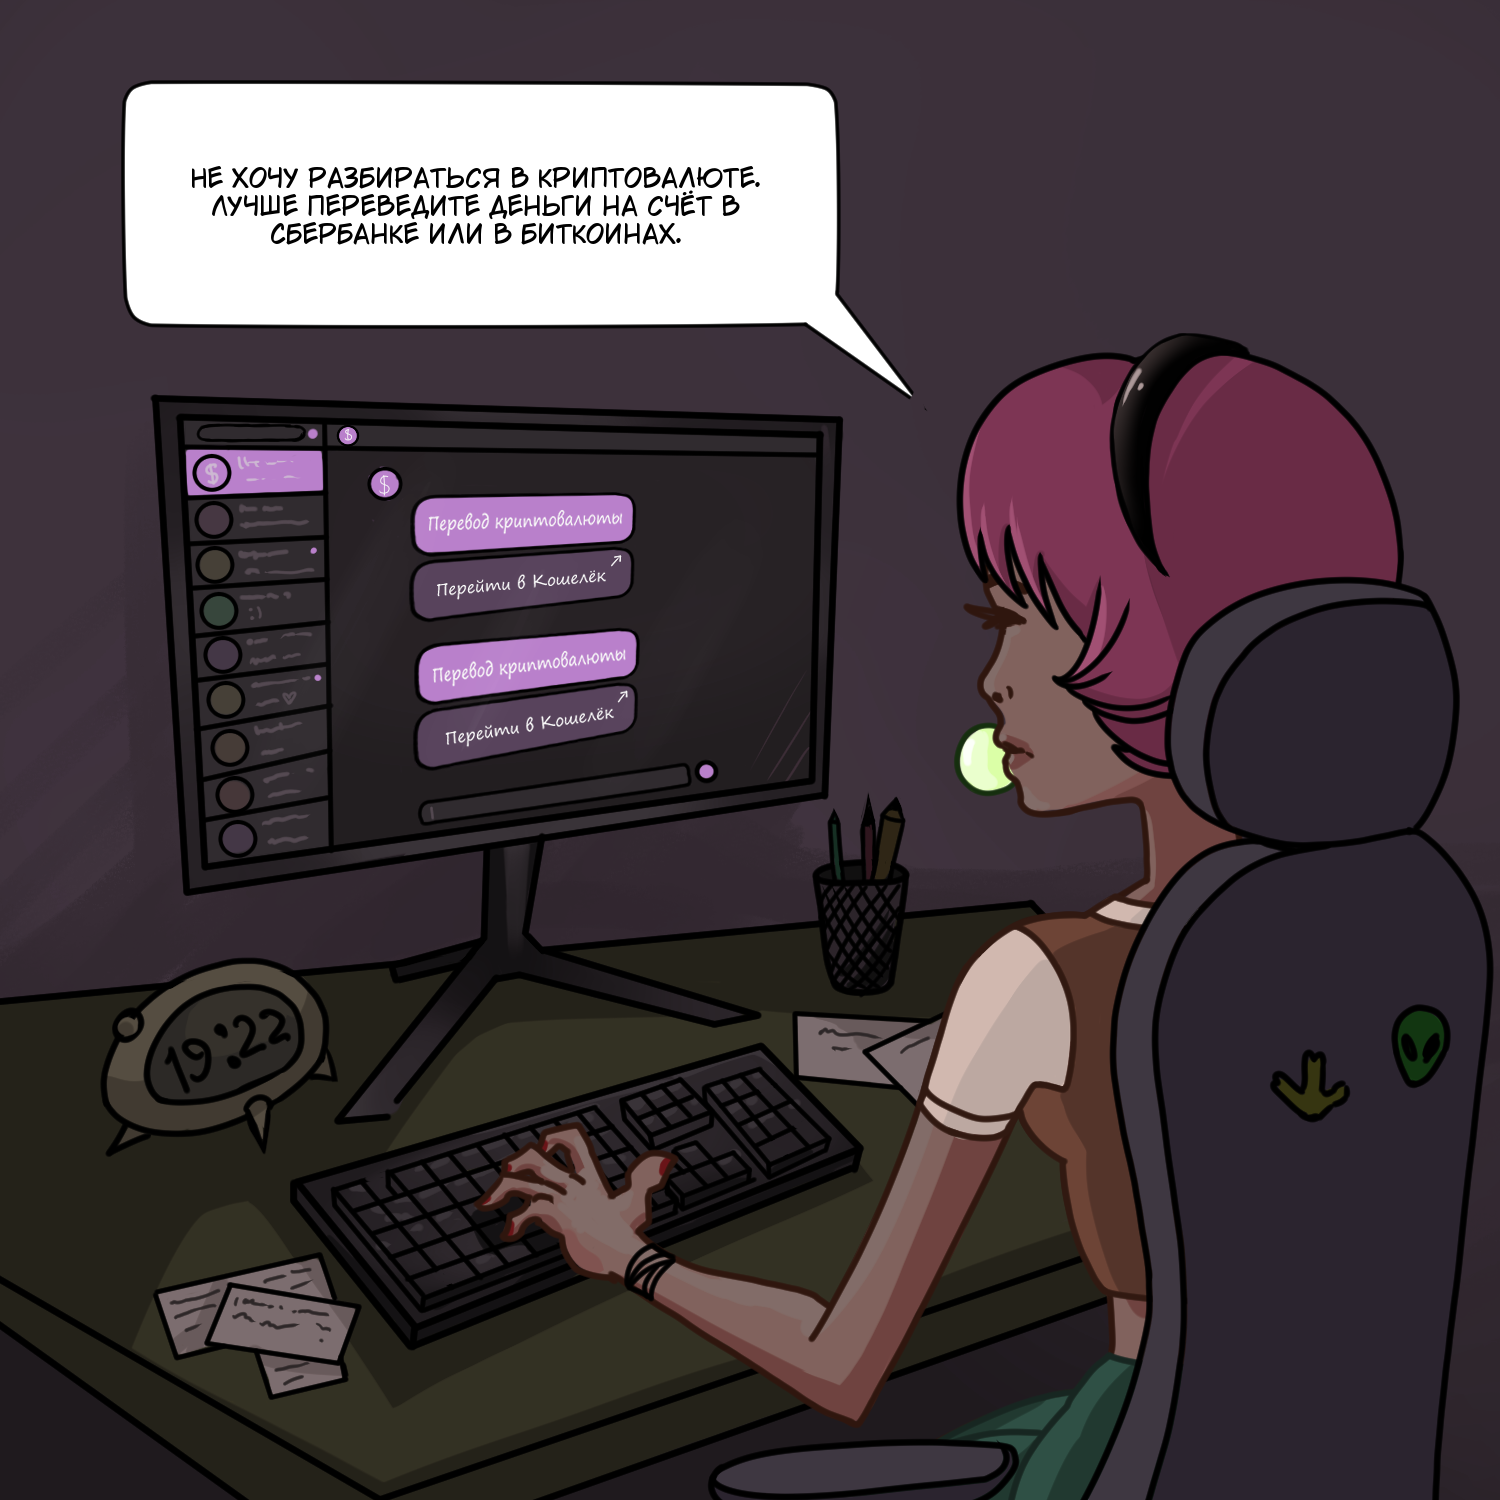 НЕ ХОЧУ РАЗБИРАТЬСЯ В КРИПТОВАЛЮТЕ.
ЛУЧШЕ ПЕРЕВЕДИТЕ ДЕНЬГИ НА СЧЁТ В
СБЕРБАНКЕ ИЛИ В БИТКОИНАХ.
$
$
$
Перевод криптовалюты
Перейти в Кошелёк
:)
Перевод криптовалюты
Перейти в Кошелёк
19:22